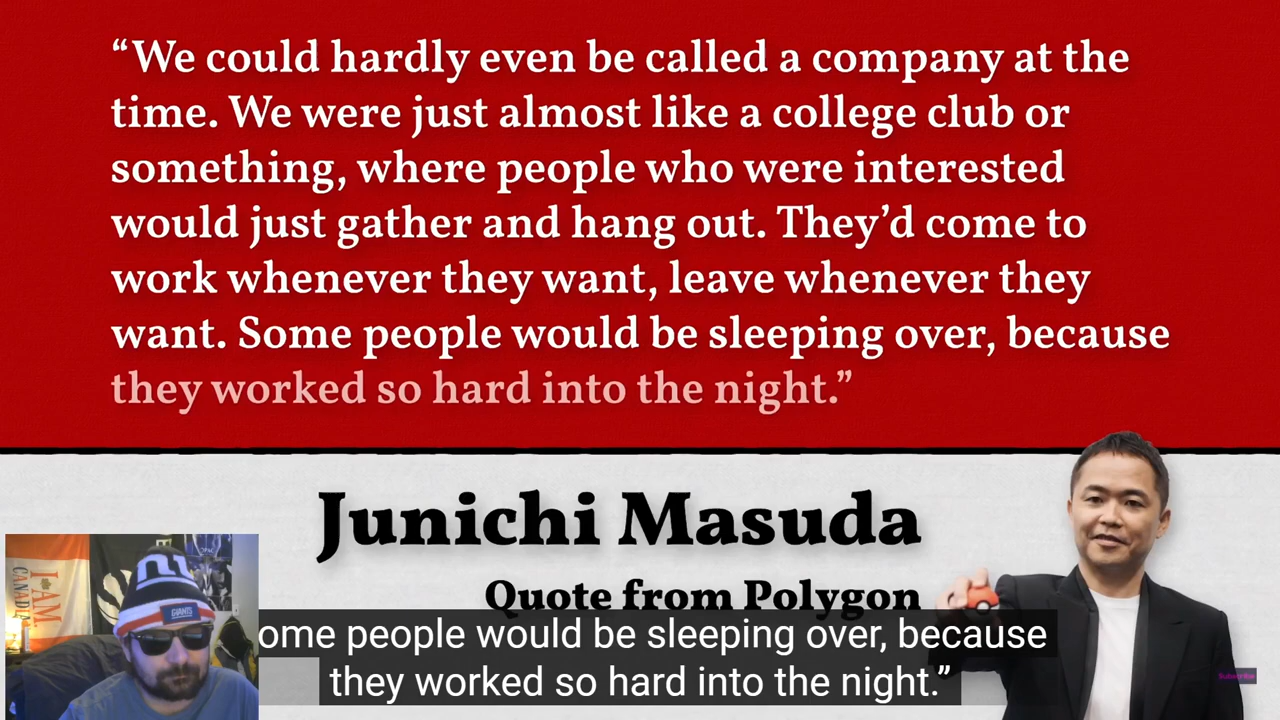 “We could hardly even be called a company at the
time. We were just almost like a college club or
something, where people who were interested
would just gather and hang out. They’d come to
work whenever they want, leave whenever they
want. Some people would be sleeping over, because
they worked so hard into the night.”
Junichi Masuda
Quote from Polygon
ome people would be sleeping over, because
they worked so hard into the night.”
I AM
CANADIA
GIANTS
Subscribe